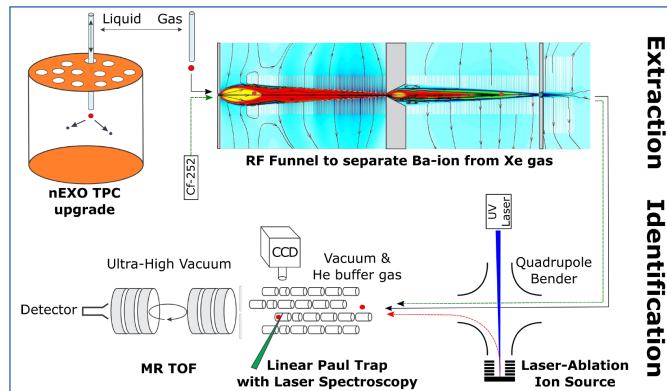 Liquid Gas
nEXO TPC
upgrade
Cf-252
RF Funnel to separate Ba-ion from Xe gas
Extraction
Identification
Ultra-High Vacuum
Detector
MR TOF
CCD
Vacuum &
He buffer gas
Linear Paul Trap
with Laser Spectroscopy
UV
Laser
Quadrupole
Bender
Laser-Ablation
Ion Source